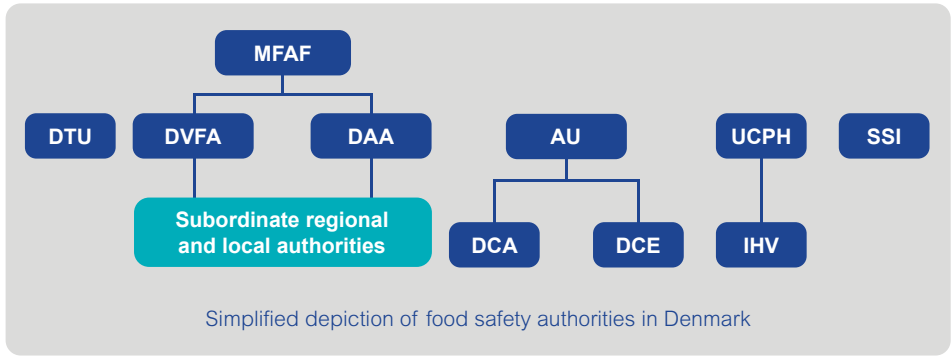 MFAF
DTU
DVFA
DAA
AU
UCPH
SSI
Subordinate regional
and local authorities
DCA
DCE
IHV
Simplified depiction of food safety authorities in Denmark